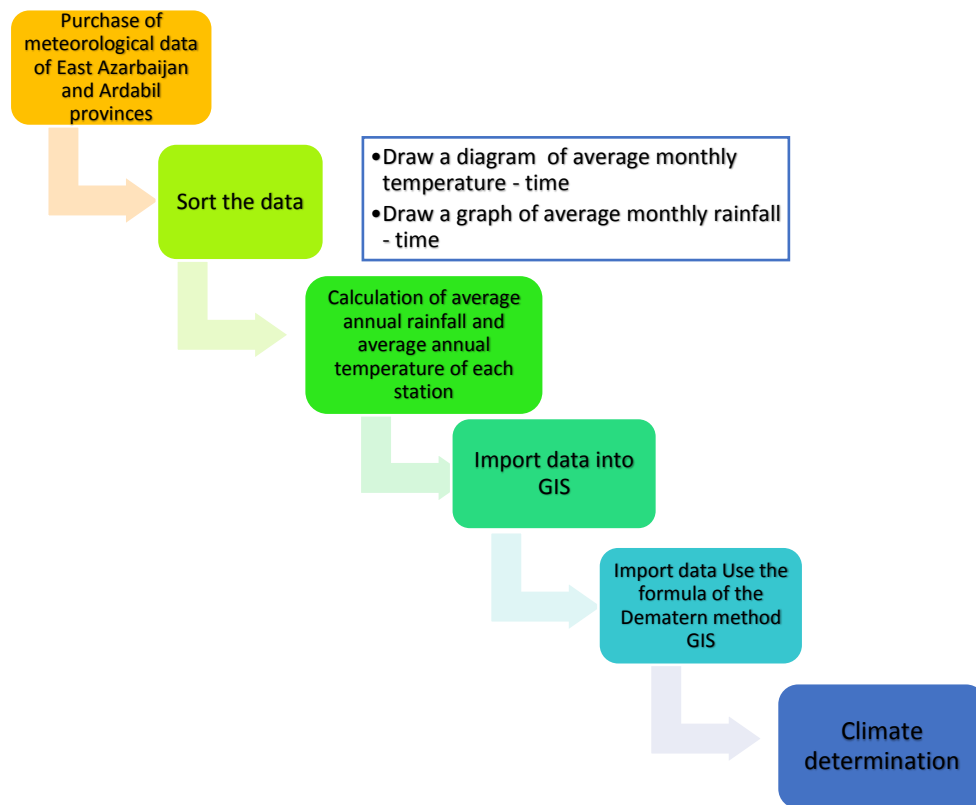 Purchase of
meteorological data
of East Azarbaijan
and Ardabil
provinces
Sort the data
•Draw a diagram of average monthly
temperature - time
•Draw a graph of average monthly rainfall
- time
Calculation of average
annual rainfall and
average annual
temperature of each
station
Import data into
GIS
Import data Use the
formula of the
Dematern method
GIS
Climate
determination